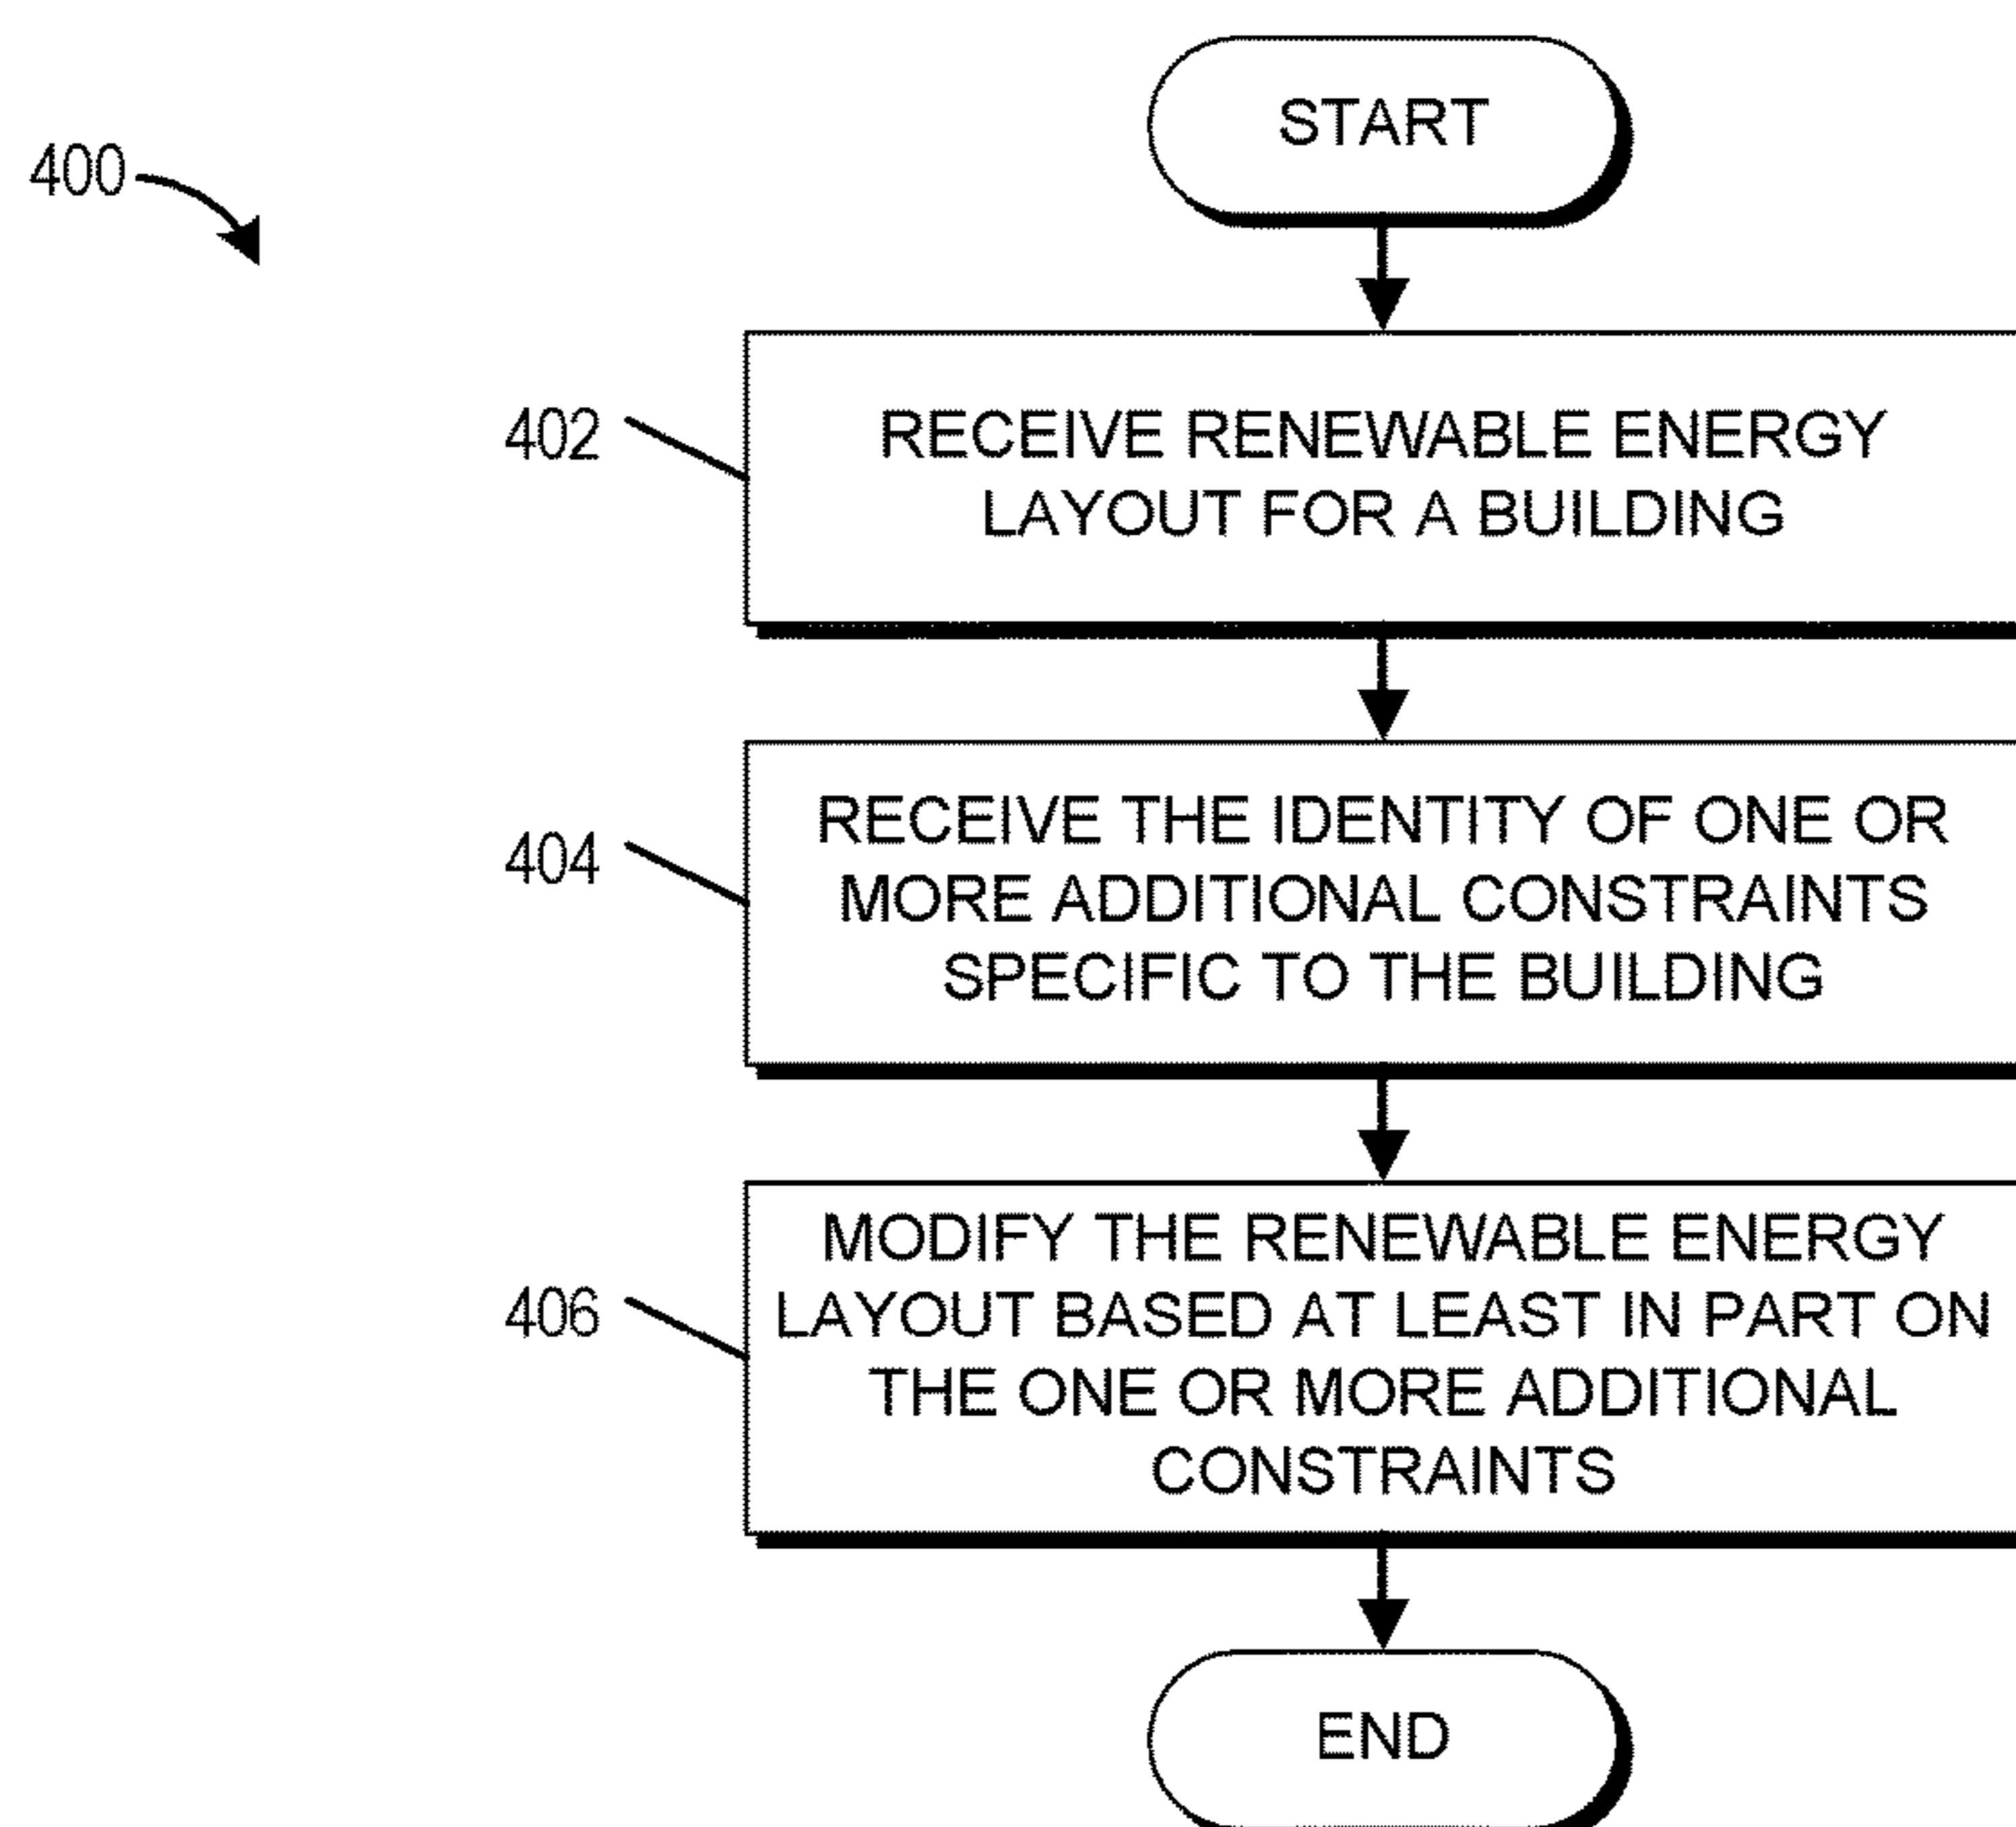 START
400
402
RECEIVE RENEWABLE ENERGY
LAYOUT FOR A BUILDING
404
RECEIVE THE IDENTITY OF ONE OR
MORE ADDITIONAL CONSTRAINTS
SPECIFIC TO THE BUILDING
406
MODIFY THE RENEWABLE ENERGY
LAYOUT BASED AT LEAST IN PART ON
THE ONE OR MORE ADDITIONAL
CONSTRAINTS
END